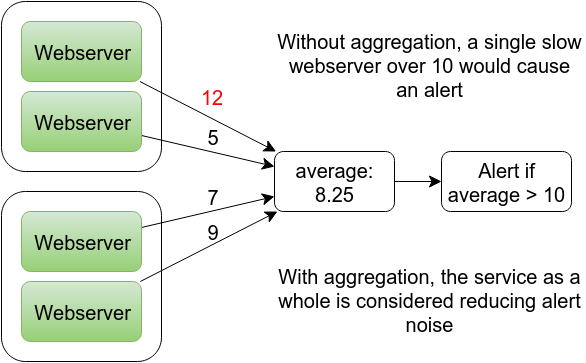 Webserver
Webserver
12
5
Without aggregation, a single slow
webserver over 10 would cause
an alert
average:
8.25
Alert if
average > 10
Webserver
Webserver
7
9
With aggregation, the service as a
whole is considered reducing alert
noise